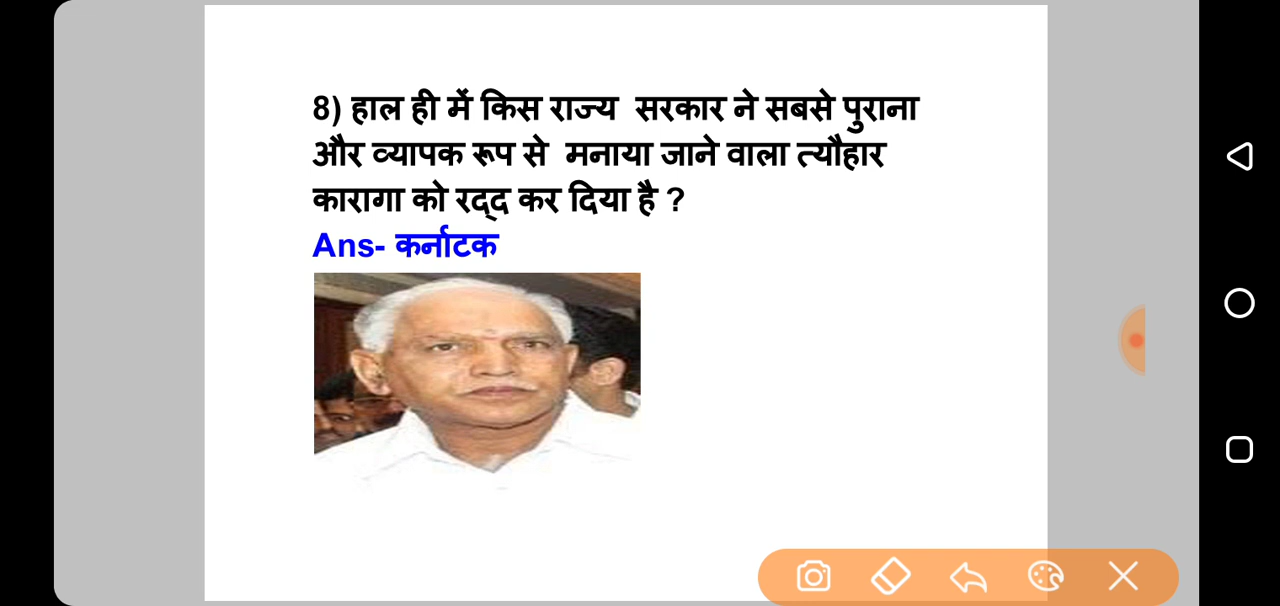 8) हाल ही में किस राज्य सरकार ने सबसे पुराना
और व्यापक रूप से मनाया जाने वाला त्यौहार
कारागा को रद्द कर दिया है ?
Ans- कर्नाटक